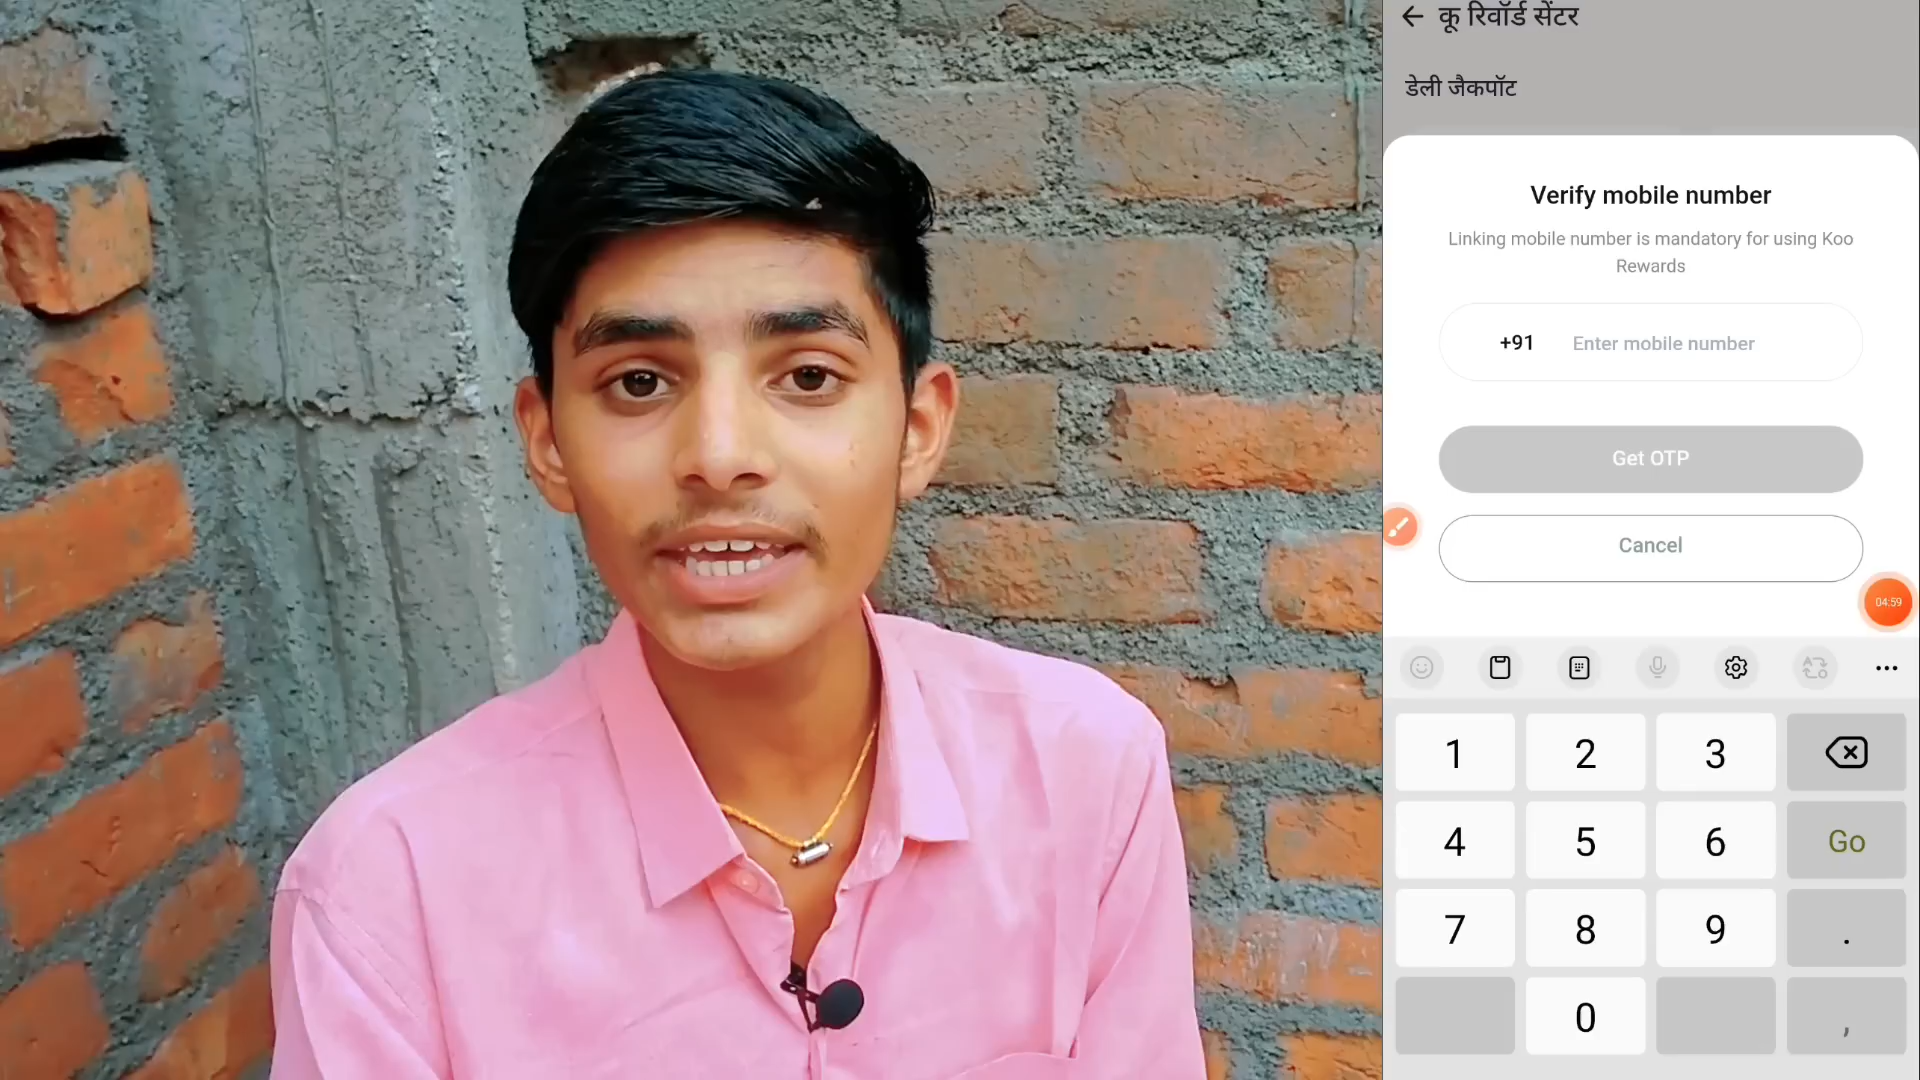 कू रिवॉर्ड सेंटर
डेली जैकपॉट
Verify mobile number
Linking mobile number is mandatory for using Koo
Rewards
+91 Enter mobile number
Get OTP
Cancel
04:59
1 2 3
4 5 6 Go
7 8 9 .
0 ,